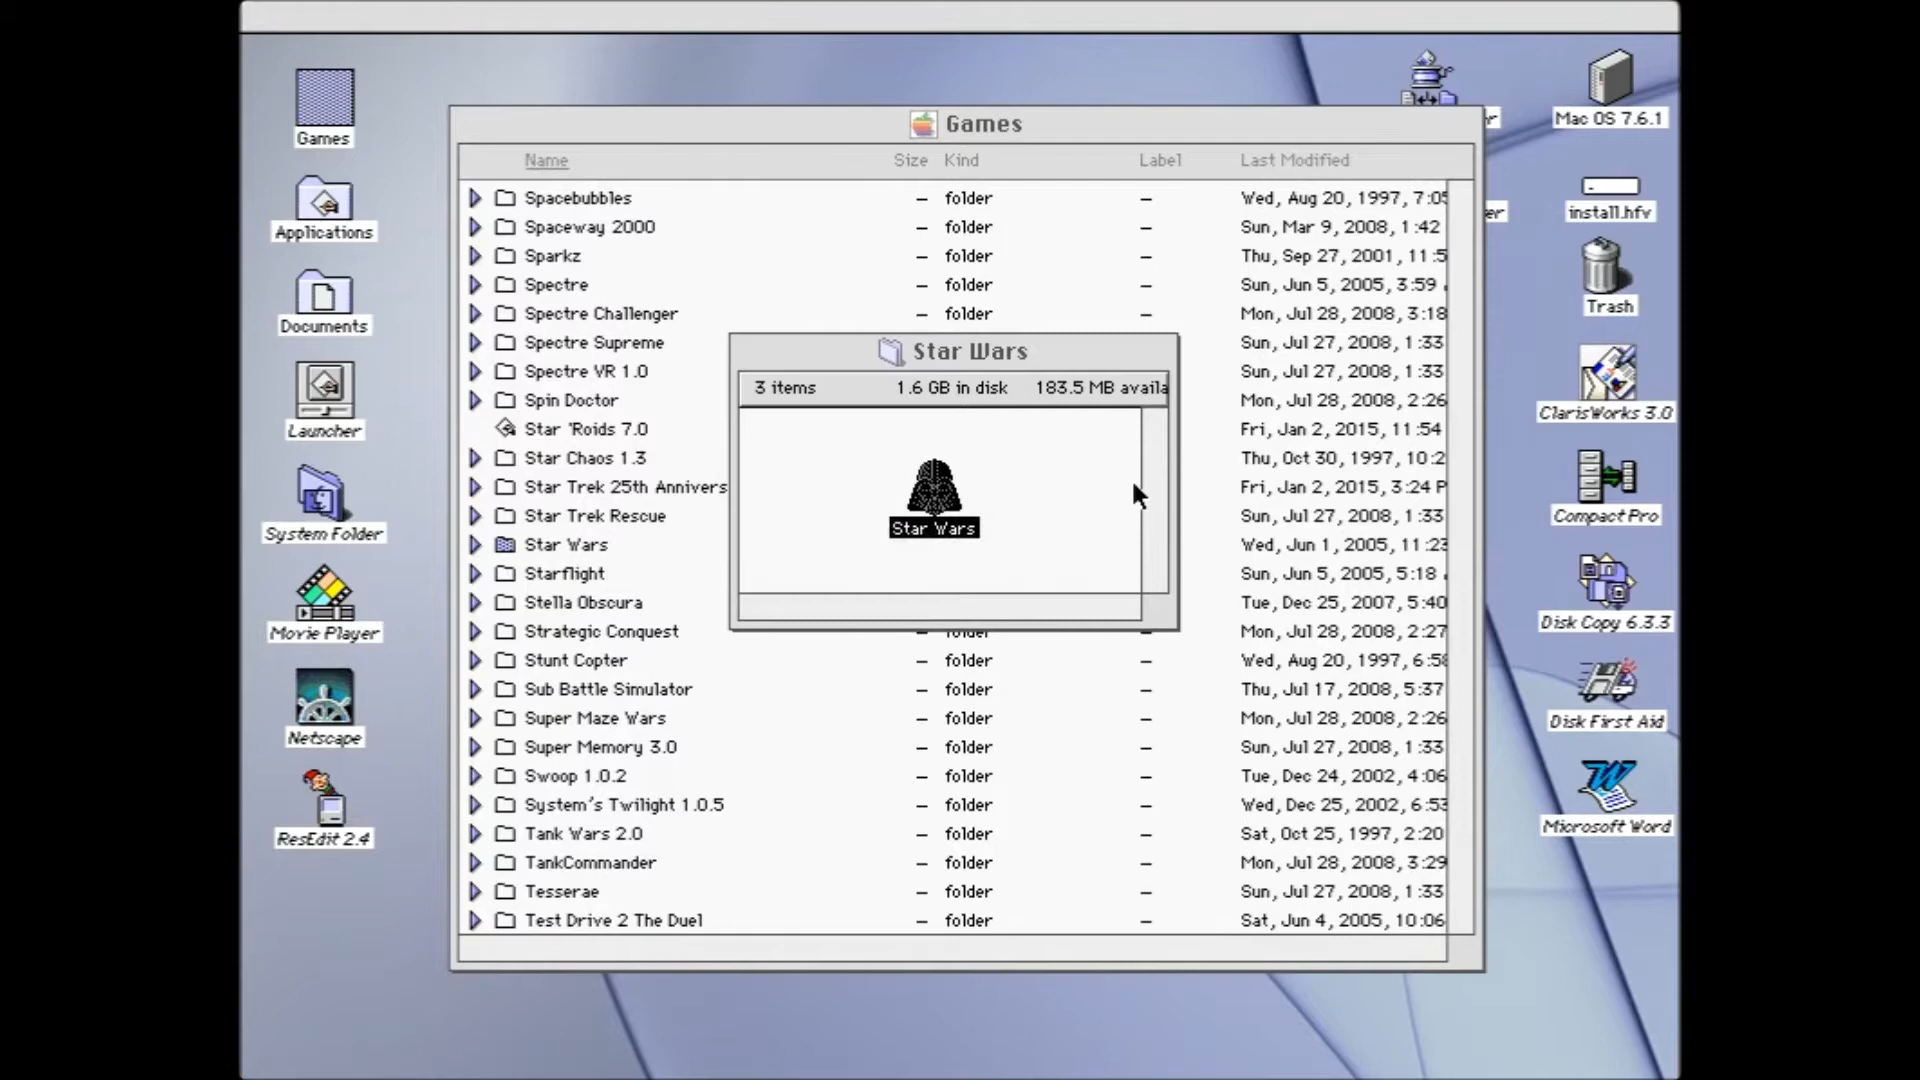 Games
Applications
Documents
Launcher
System Folder
Movie Player
Netscape
ResEdit 2.4
Games
Name Size Kind Label Last Modified
Spacebubbles – folder – Wed, Aug 20, 1997, 7:05
Spaceway 2000 – folder – Sun, Mar 9, 2008, 1:42
Sparkz – folder – Thu, Sep 27, 2001, 11:5
Spectre – folder – Sun, Jun 5, 2005, 3:59
Spectre Challenger – folder – Mon, Jul 28, 2008, 3:18
Spectre Supreme Sun, Jul 27, 2008, 1:33
Spectre VR 1.0 Sun, Jul 27, 2008, 1:33
Spin Doctor Mon, Jul 28, 2008, 2:26
Star 'Roids 7.0 Fri, Jan 2, 2015, 11:54
Star Chaos 1.3 Thu, Oct 30, 1997, 10:2
Star Trek 25th Annivers Fri, Jan 2, 2015, 3:24 P
Star Trek Rescue Sun, Jul 27, 2008, 1:33
Star Wars Wed, Jun 1, 2005, 11:23
Starflight Sun, Jun 5, 2005, 5:18
Stella Obscura Tue, Dec 25, 2007, 5:40
Strategic Conquest – folder – Mon, Jul 28, 2008, 2:27
Stunt Copter – folder – Wed, Aug 20, 1997, 6:58
Sub Battle Simulator – folder – Thu, Jul 17, 2008, 5:37
Super Maze Wars – folder – Mon, Jul 28, 2008, 2:26
Super Memory 3.0 – folder – Sun, Jul 27, 2008, 1:33
Swoop 1.0.2 – folder – Tue, Dec 24, 2002, 4:06
System's Twilight 1.0.5 – folder – Wed, Dec 25, 2002, 6:53
Tank Wars 2.0 – folder – Sat, Oct 25, 1997, 2:20
TankCommander – folder – Mon, Jul 28, 2008, 3:29
Tesserae – folder – Sun, Jul 27, 2008, 1:33
Test Drive 2 The Duel – folder – Sat, Jun 4, 2005, 10:06
Star Wars
3 items 1.6 GB in disk 183.5 MB availa
Star Wars
Mac OS 7.6.1
install.hfv
Trash
ClarisWorks 3.0
Compact Pro
Disk Copy 6.3.3
Disk First Aid
Microsoft Word